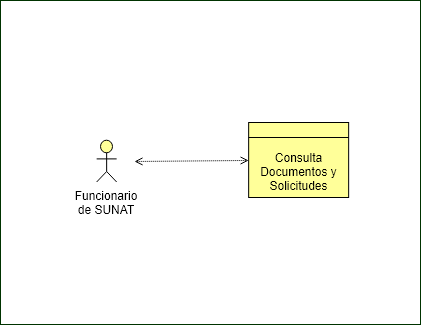 Consulta
Documentos y
Solicitudes
Funcionario
de SUNAT